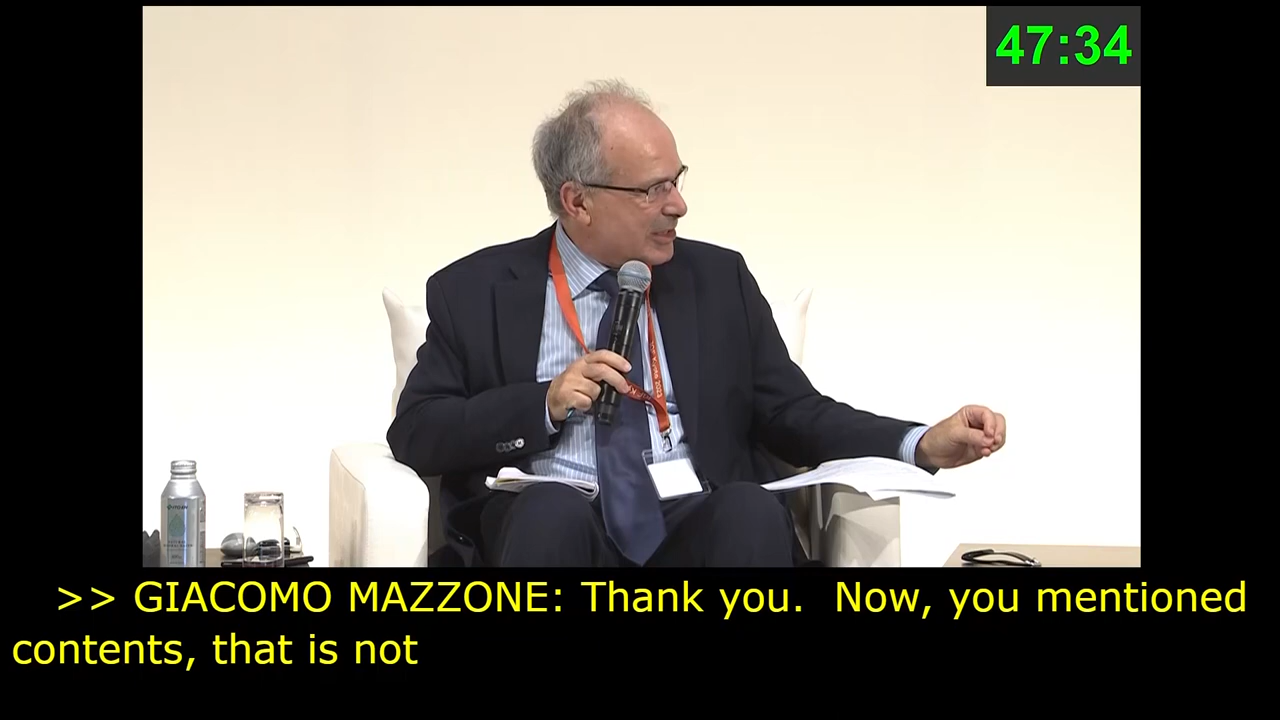 47:34
>> GIACOMO MAZZONE: Thank you.  Now, you mentioned
contents, that is not